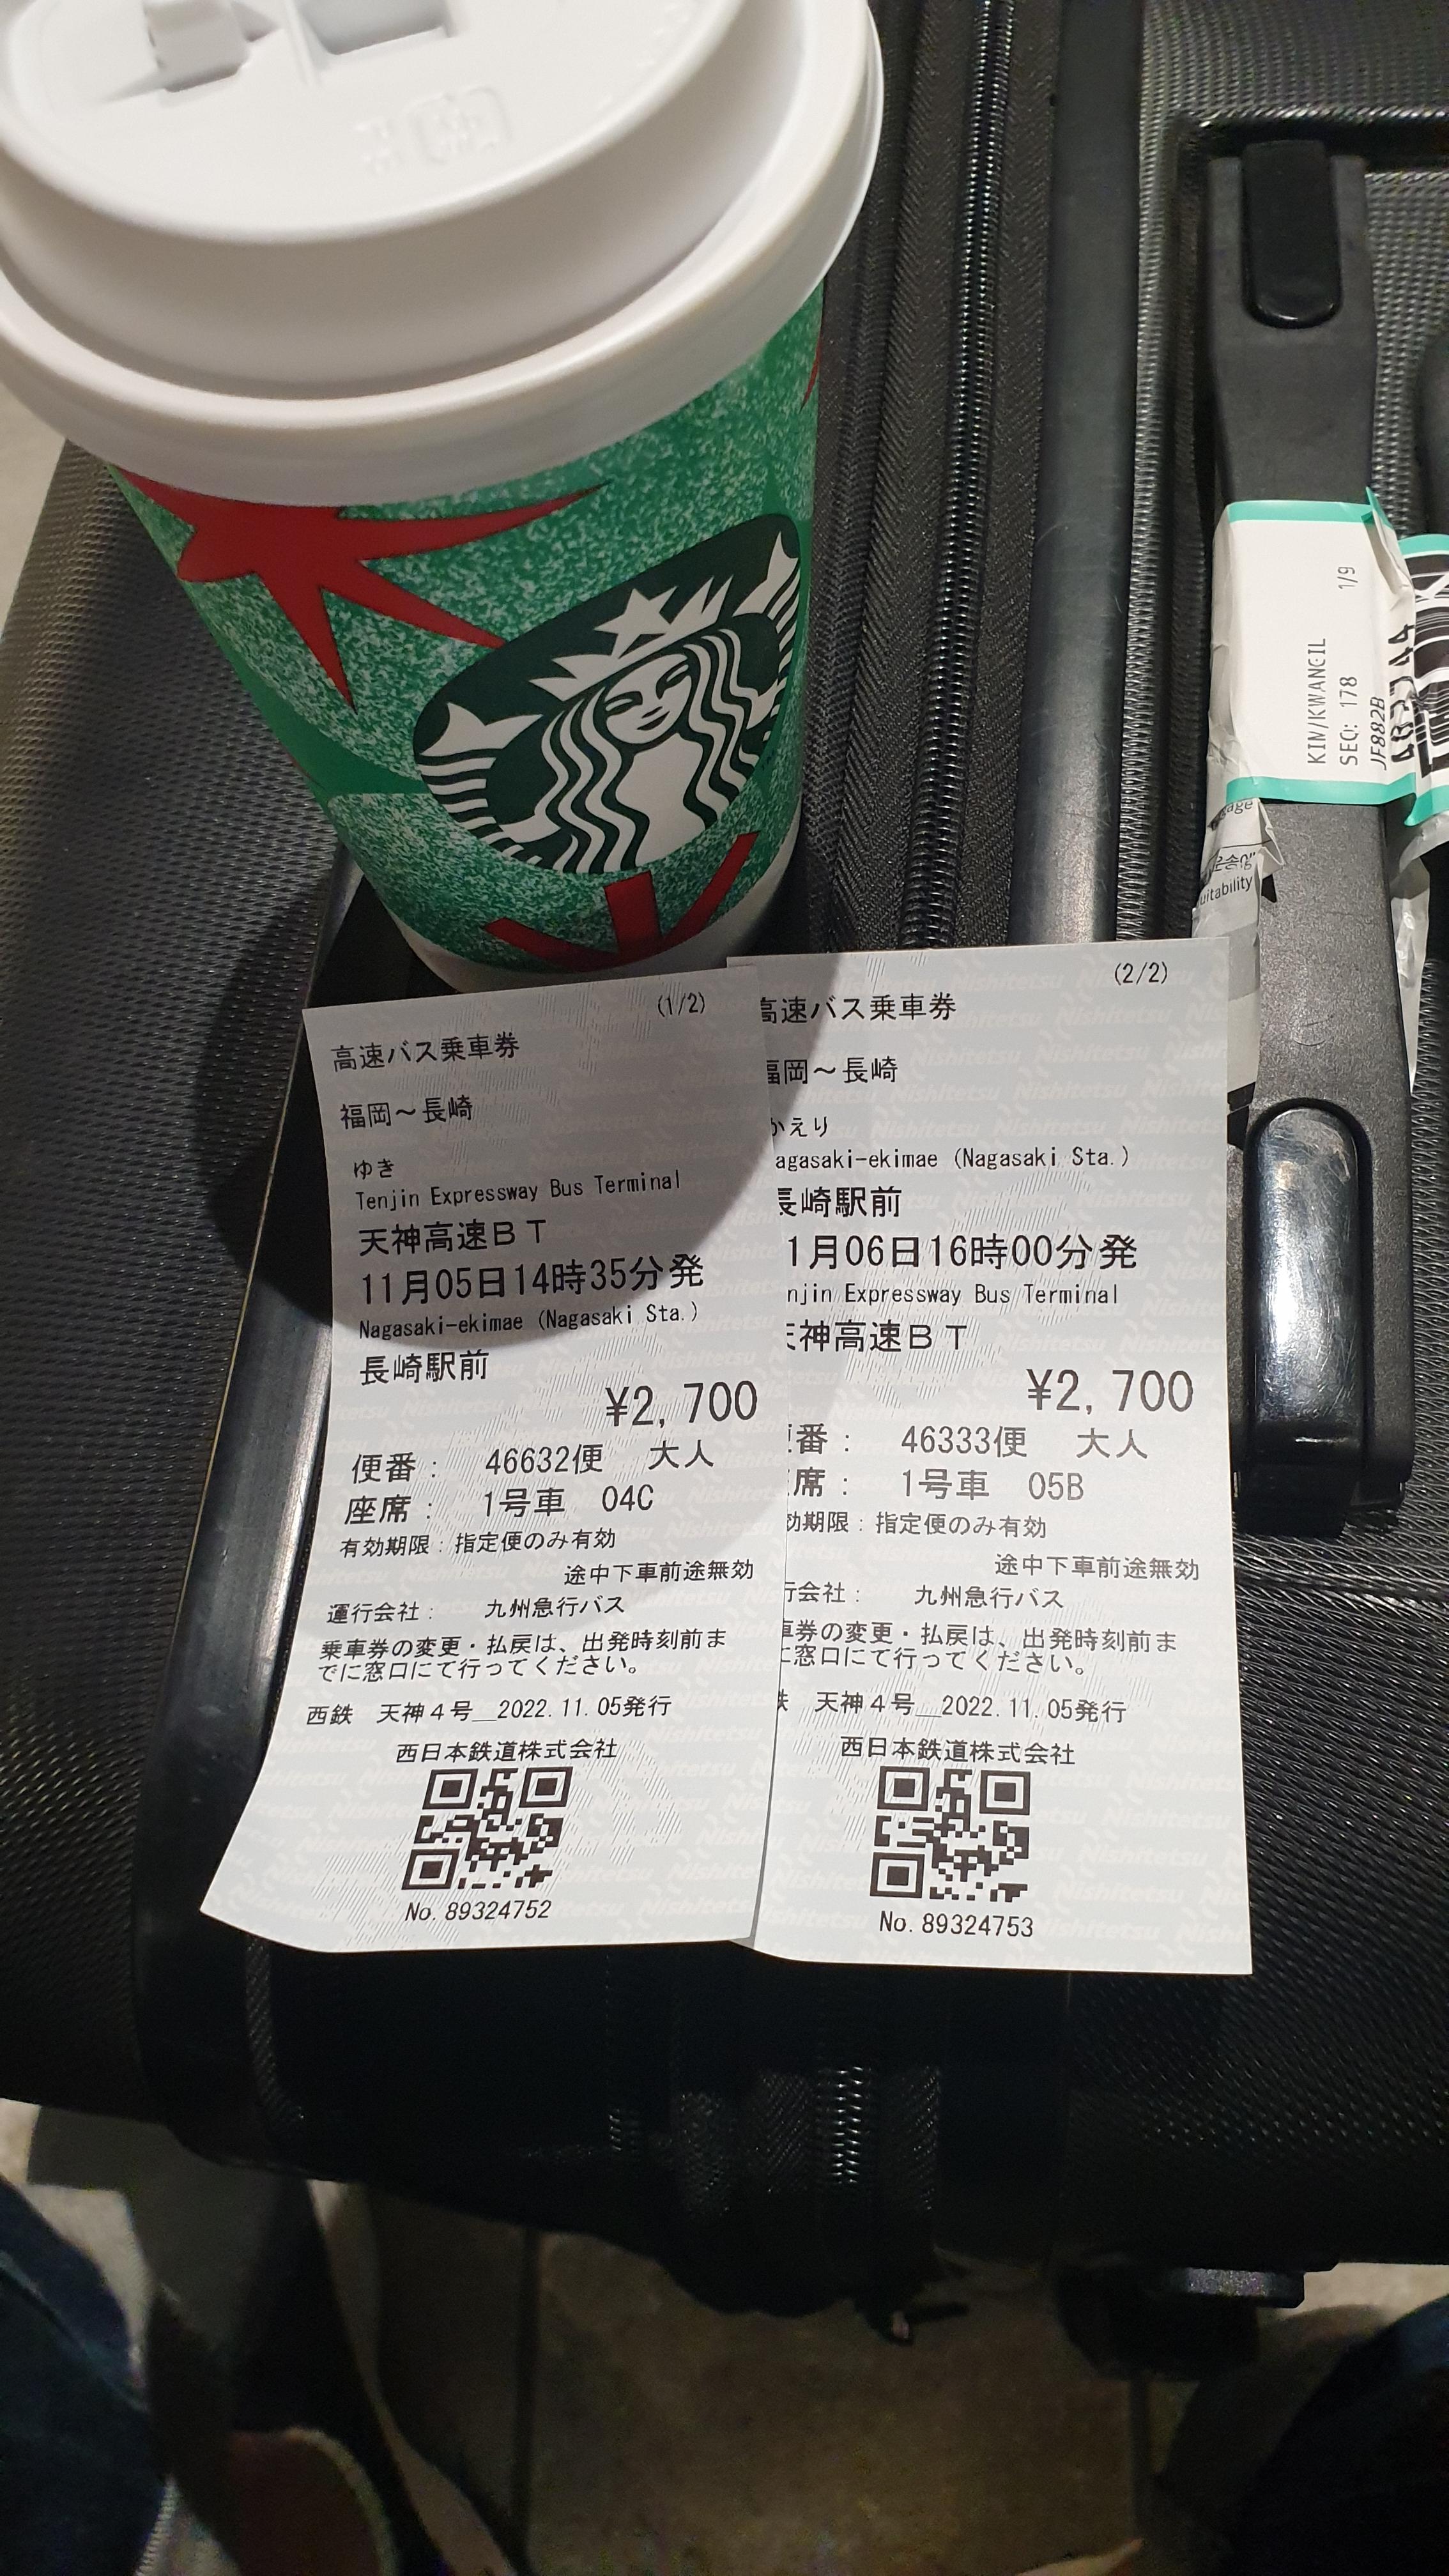 KIM/KWANGIL
SEQ: 178 1/9
JF882B
(1/2)
高速バス乗車券
福岡～長崎
ゆき
Tenjin Expressway Bus Terminal
天神高速ＢＴ
11月05日14時35分発
Nagasaki-ekimae (Nagasaki Sta.)
長崎駅前
¥2,700
便番： 46632便 大人
座席： 1号車 04C
有効期限：指定便のみ有効
途中下車前途無効
運行会社： 九州急行バス
乗車券の変更・払戻は、出発時刻前ま
でに窓口にて行ってください。
西鉄 天神４号＿2022.11.05発行
西日本鉄道株式会社
No. 89324752
(2/2)
高速バス乗車券
福岡～長崎
かえり
agasaki-ekimae (Nagasaki Sta.)
長崎駅前
1月06日16時00分発
njin Expressway Bus Terminal
天神高速ＢＴ
¥2,700
番： 46333便 大人
席： 1号車 05B
効期限：指定便のみ有効
途中下車前途無効
行会社： 九州急行バス
車券の変更・払戻は、出発時刻前ま
に窓口にて行ってください。
天神４号＿2022.11.05発行
西日本鉄道株式会社
No. 89324753